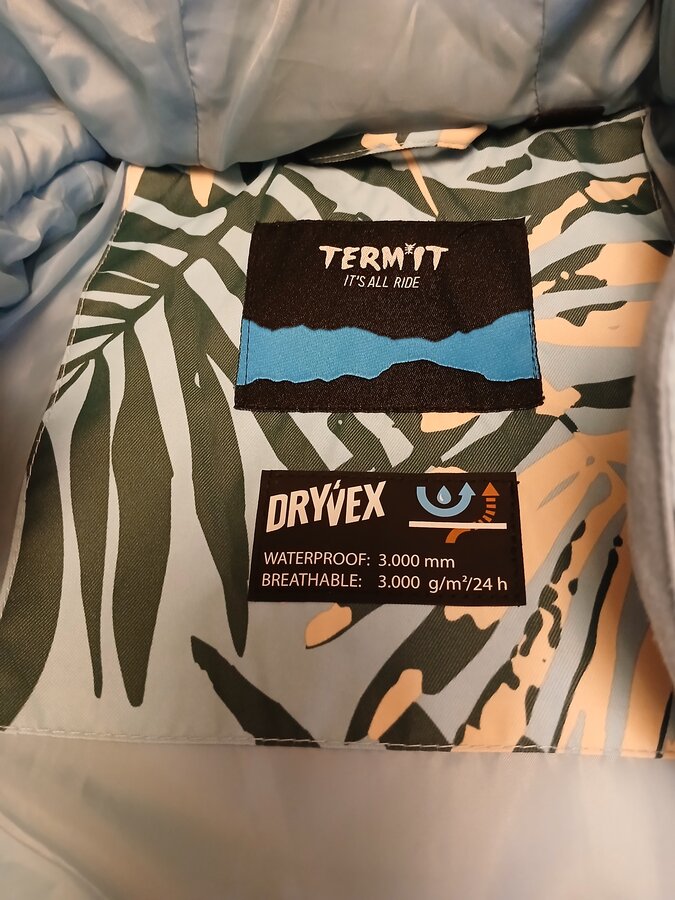 TERMIT
IT'S ALL RIDE
DRYVEX
WATERPROOF: 3.000 mm
BREATHABLE: 3.000 g/m²/24 h